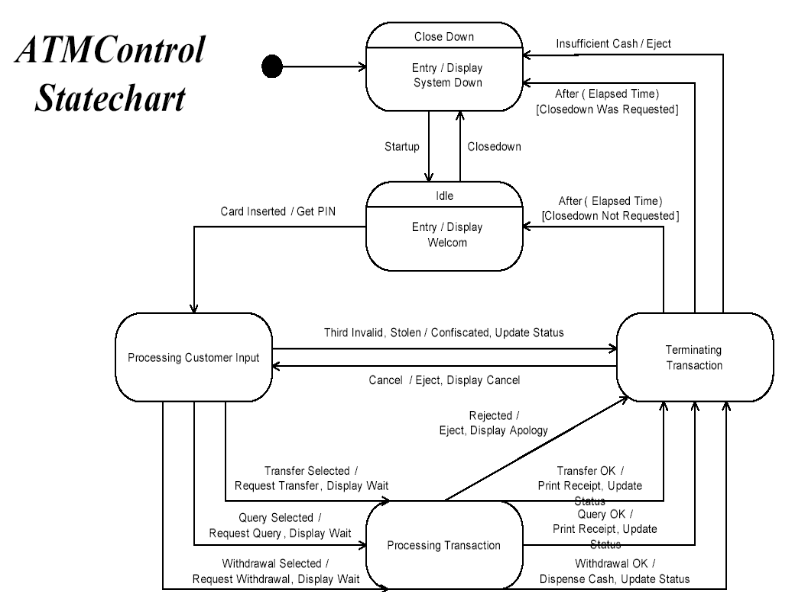 ATMControl
Statechart
Close Down
Entry / Display
System Down
Insufficient Cash / Eject
After ( Elapsed Time)
[Closedown Was Requested]
Startup
Closedown
Idle
Entry / Display
Welcom
After ( Elapsed Time)
[Closedown Not Requested]
Card Inserted / Get PIN
Processing Customer Input
Third Invalid, Stolen / Confiscated, Update Status
Cancel / Eject, Display Cancel
Terminating
Transaction
Rejected /
Eject, Display Apology
Transfer Selected /
Request Transfer, Display Wait
Transfer OK /
Print Receipt, Update
Status
Query Selected /
Request Query, Display Wait
Query OK /
Print Receipt, Update
Status
Processing Transaction
Withdrawal Selected /
Request Withdrawal, Display Wait
Withdrawal OK /
Dispense Cash, Update Status